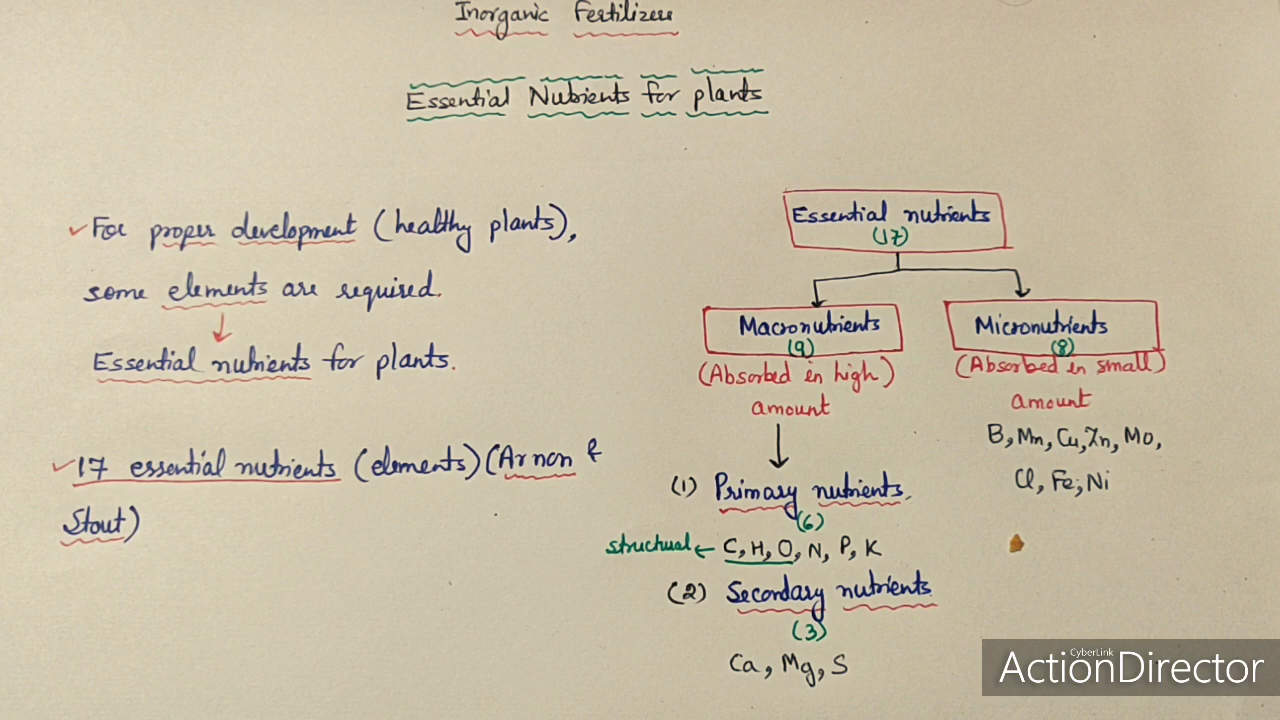 Inorganic Fertilizers
Essential Nutrients for plants
✓ For proper development (healthy plants),
some elements are required.
↓
Essential nutrients for plants.
✓ 17 essential nutrients (elements) (Arnon &
Stout)
Essential nutrients
(17)
Macronutrients
(9)
(Absorbed in high)
amount
↓
(1) Primary nutrients,
(6)
structual ← C, H, O, N, P, K
(2) Secondary nutrients.
(3)
Ca, Mg, S
Micronutrients
(8)
(Absorbed in small)
amount
B, Mn, Cu, Zn, Mo,
Cl, Fe, Ni
CyberLink
ActionDirector